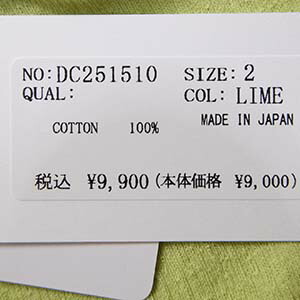 NO:DC251510 SIZE:2
QUAL: COL:LIME
COTTON 100% MADE IN JAPAN
税込 ¥9,900(本体価格 ¥9,000)